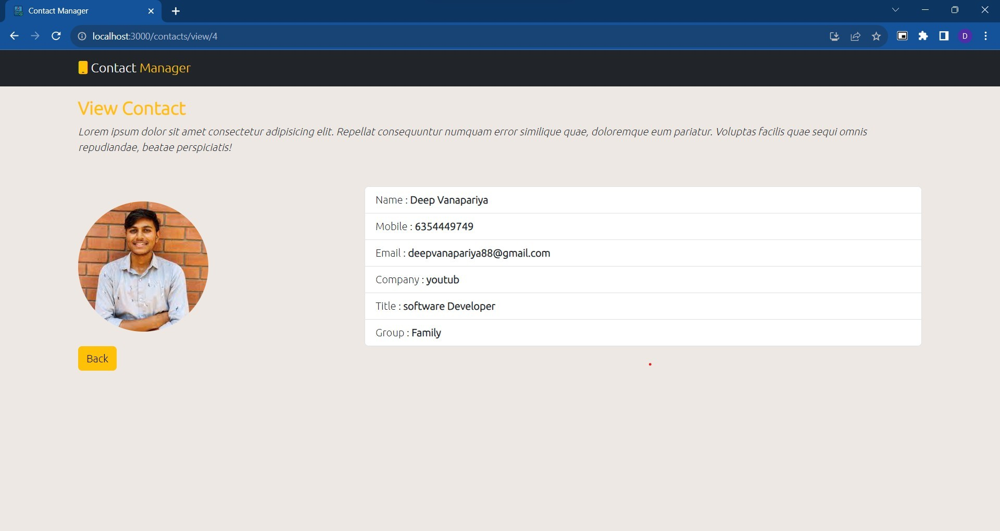 Contact Manager
localhost:3000/contacts/view/4
D
Contact Manager
View Contact
Lorem ipsum dolor sit amet consectetur adipisicing elit. Repellat consequuntur numquam error similique quae, doloremque eum pariatur. Voluptas facilis quae sequi omnis
repudiandae, beatae perspiciatis!
Name : Deep Vanapariya
Mobile : 6354449749
Email : deepvanapariya88@gmail.com
Company : youtub
Title : software Developer
Group : Family
Back